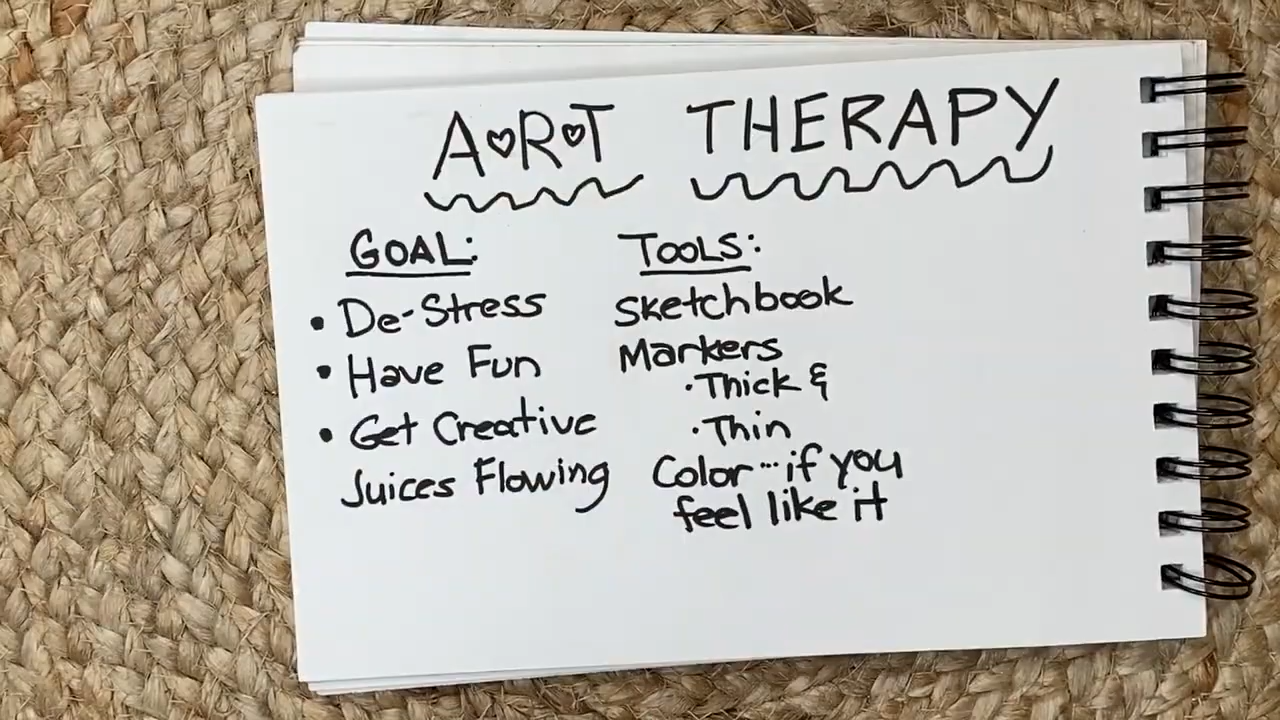 A♡R♡T THERAPY
GOAL:
• De-Stress
• Have Fun
• Get Creative
Juices Flowing
TOOLS:
Sketchbook
Markers
• Thick &
• Thin
Color...if you
feel like it